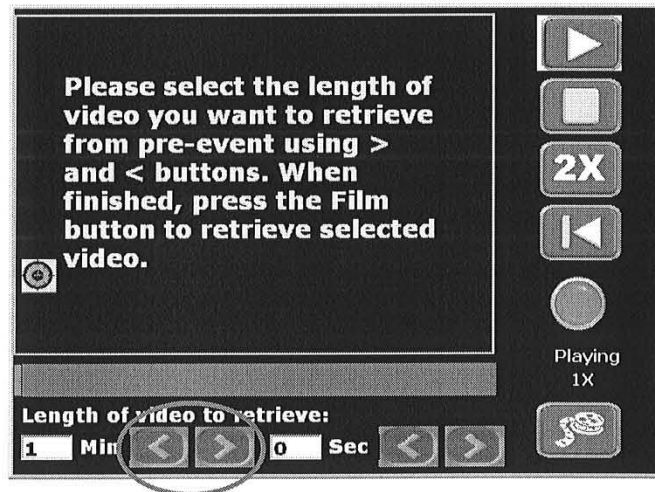 Please select the length of
video you want to retrieve
from pre-event using >
and < buttons. When
finished, press the Film
button to retrieve selected
video.
2X
Playing
1X
Length of video to retrieve:
1 Min < > 0 Sec < >